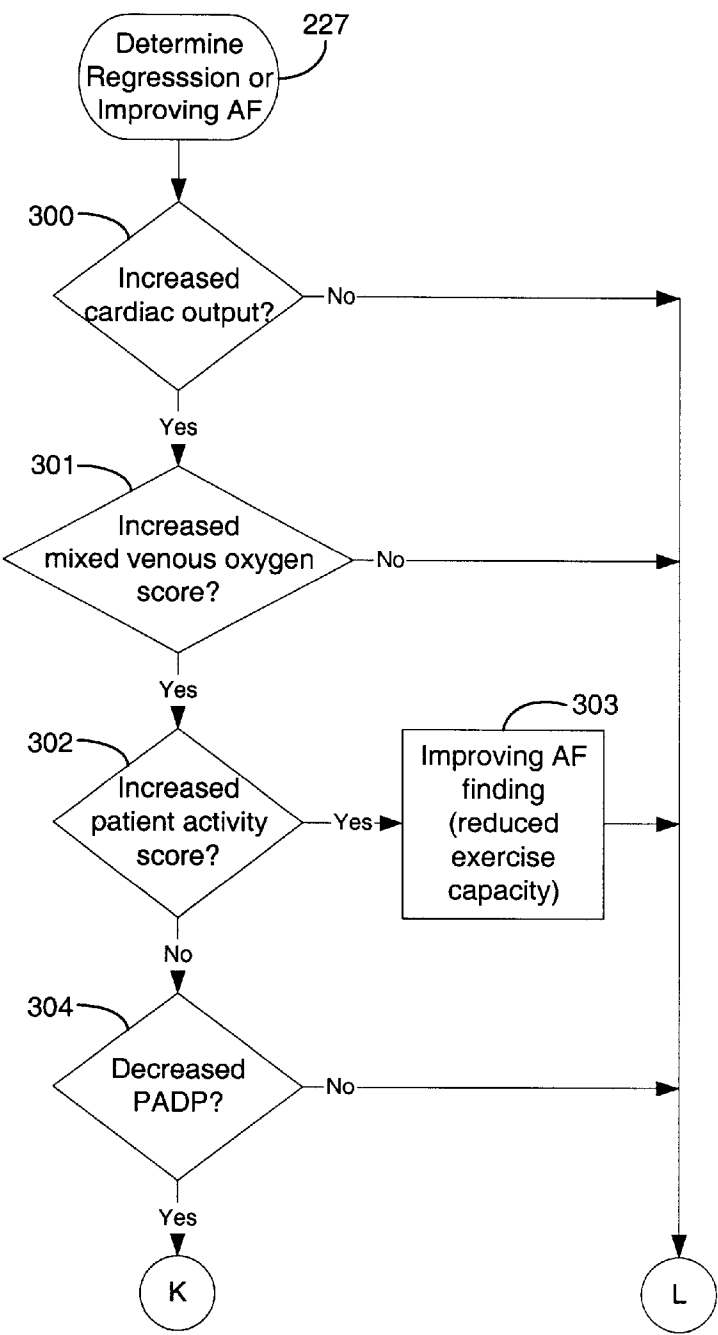 227
Determine
Regresssion or
Improving AF
300
Increased
cardiac output?
No
Yes
301
Increased
mixed venous oxygen
score?
No
Yes
302
Increased
patient activity
score?
Yes
303
Improving AF
finding
(reduced
exercise
capacity)
No
304
Decreased
PADP?
No
Yes
K
L